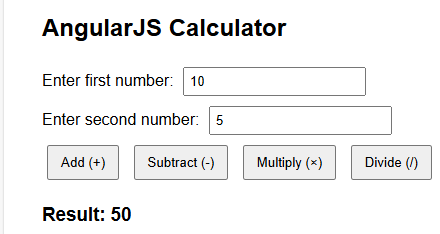 AngularJS Calculator
Enter first number: 10
Enter second number: 5
Add (+) Subtract (-) Multiply (×) Divide (/)
Result: 50